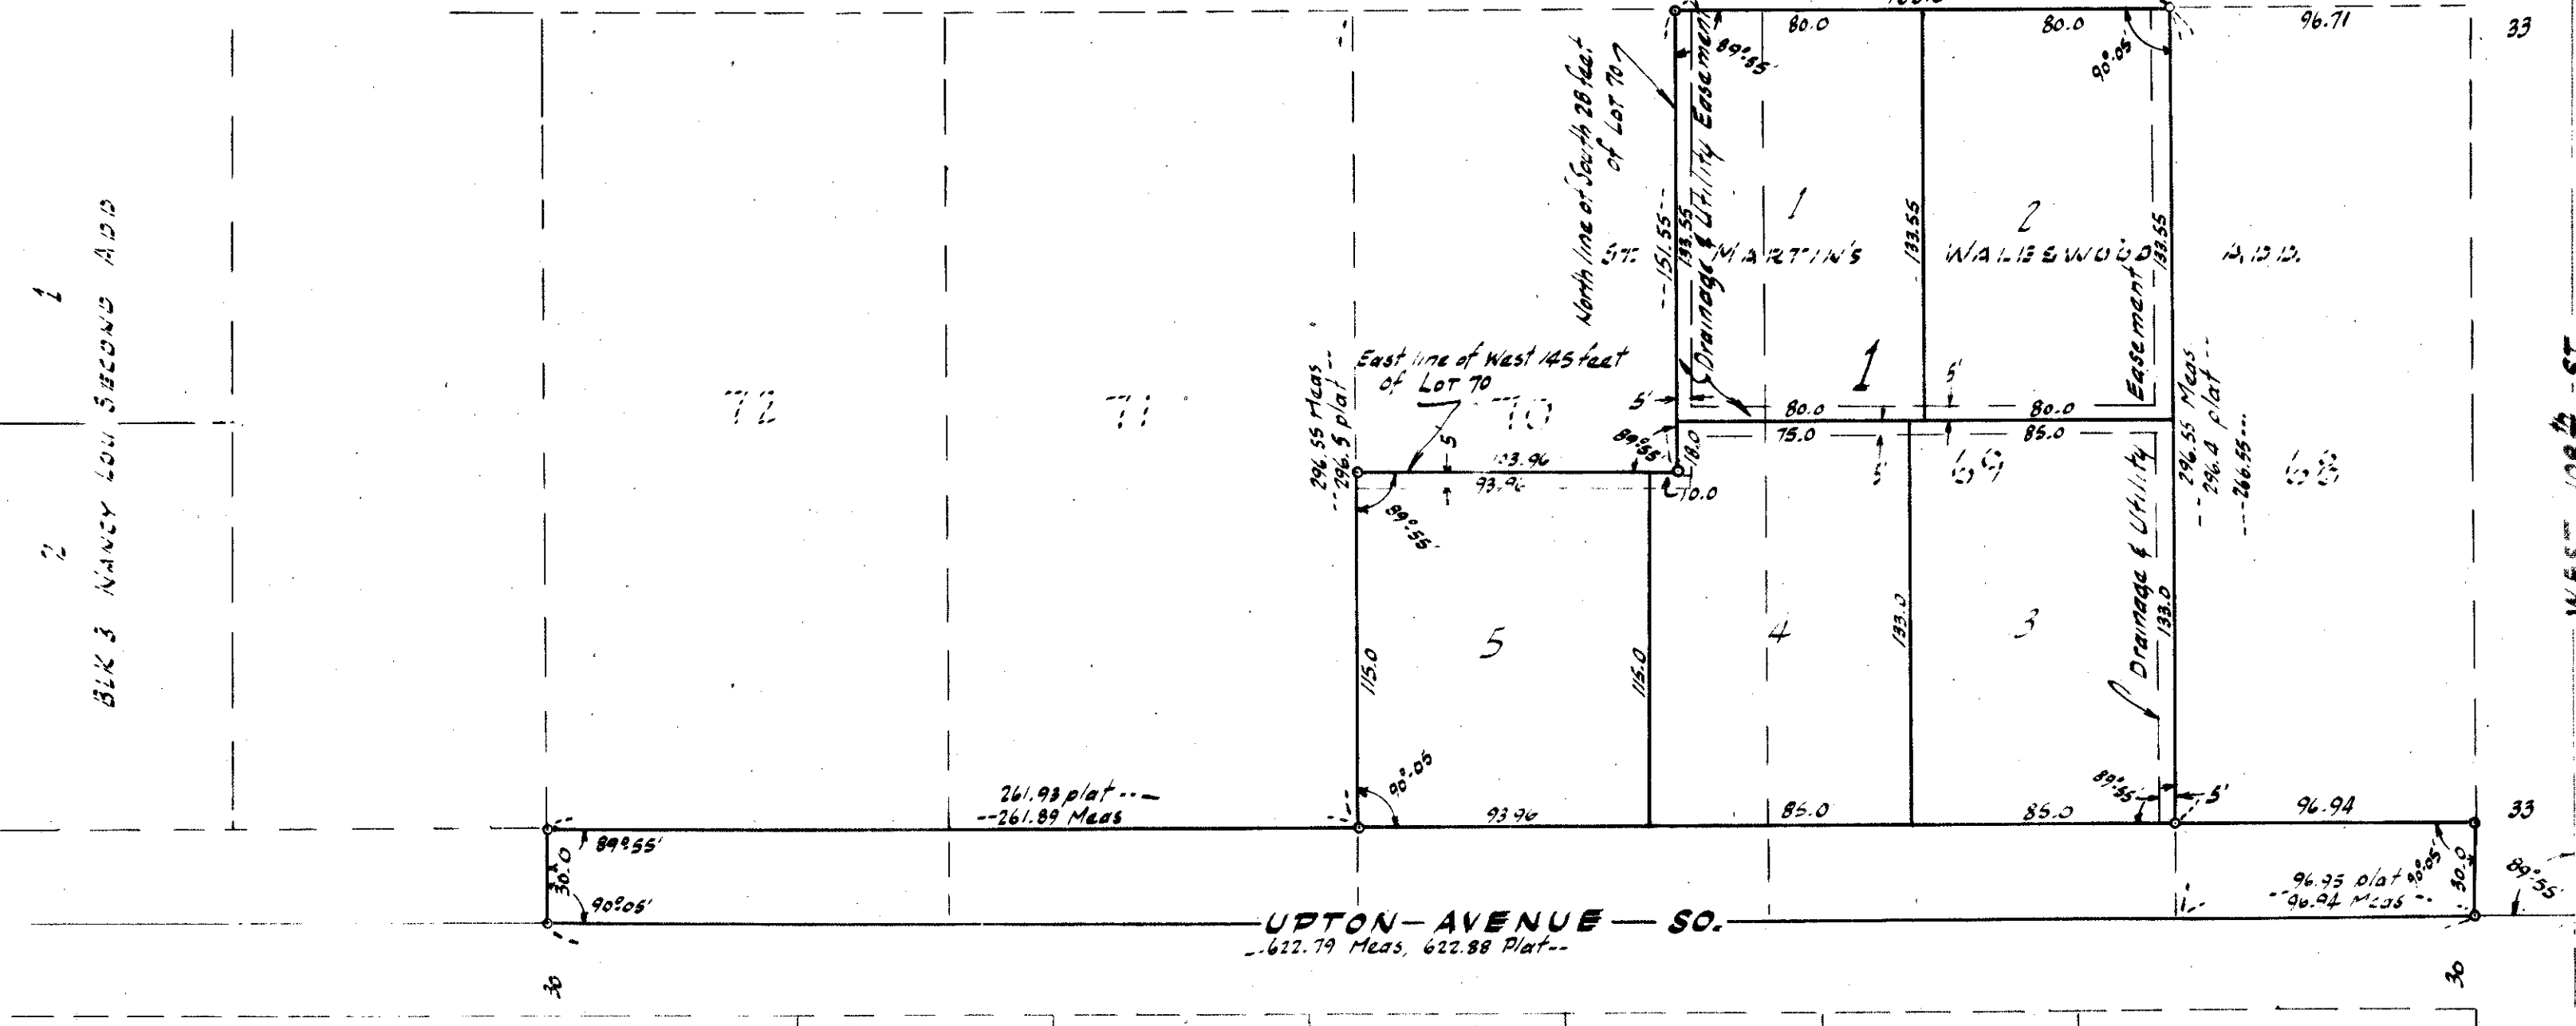 80.0
80.0
96.71
33
89°55'
90°05'
North line of South 28 feet
of Lot 70
Drainage & Utility Easement
--151.55--
133.55
1
133.55
2
133.55
ST. MARTIN'S WALBEWOOD ADD.
Easement
1
2
BLK 3 NANCY LOU SECOND ADD
72
71
70
69
68
East line of West 145 feet
of Lot 70
296.55 Meas
--296.5 plat--
5'
1
5'
80.0
80.0
75.0
85.0
89°55'
18.0
5
103.96
93.96
10.0
89°55'
296.55 Meas
--296.4 plat--
---266.55---
WEST 108th ST
Drainage & Utility
133.0
5
4
3
115.0
115.0
133.0
90°05'
89°55'
5'
261.93 plat---
--261.89 Meas
93.96
85.0
85.0
96.94
33
89°55'
30.0
90°05'
90°05'
30.0
89°55'
96.95 plat
--96.94 Meas--
UPTON-AVENUE-SO.
--622.79 Meas, 622.88 Plat--
30
30